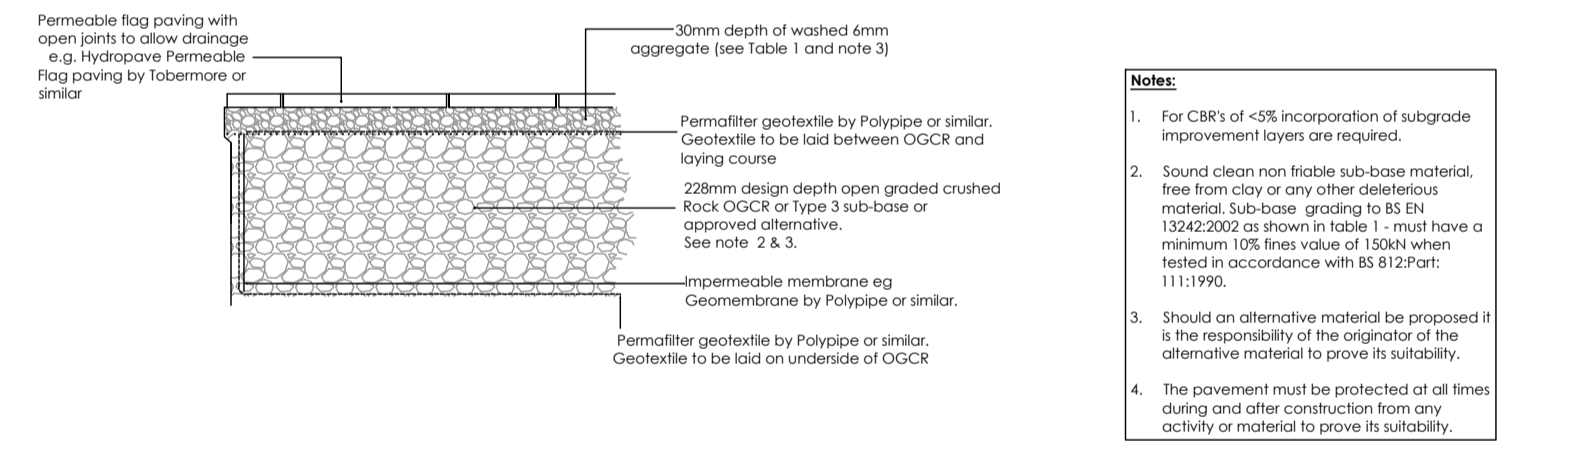 Permeable flag paving with
open joints to allow drainage
e.g. Hydropave Permeable
Flag paving by Tobermore or
similar
30mm depth of washed 6mm
aggregate (see Table 1 and note 3)
Permafilter geotextile by Polypipe or similar.
Geotextile to be laid between OGCR and
laying course
228mm design depth open graded crushed
Rock OGCR or Type 3 sub-base or
approved alternative.
See note 2 & 3.
Impermeable membrane eg
Geomembrane by Polypipe or similar.
Permafilter geotextile by Polypipe or similar.
Geotextile to be laid on underside of OGCR
Notes:
1. For CBR's of <5% incorporation of subgrade
improvement layers are required.
2. Sound clean non friable sub-base material,
free from clay or any other deleterious
material. Sub-base grading to BS EN
13242:2002 as shown in table 1 - must have a
minimum 10% fines value of 150kN when
tested in accordance with BS 812:Part:
111:1990.
3. Should an alternative material be proposed it
is the responsibility of the originator of the
alternative material to prove its suitability.
4. The pavement must be protected at all times
during and after construction from any
activity or material to prove its suitability.